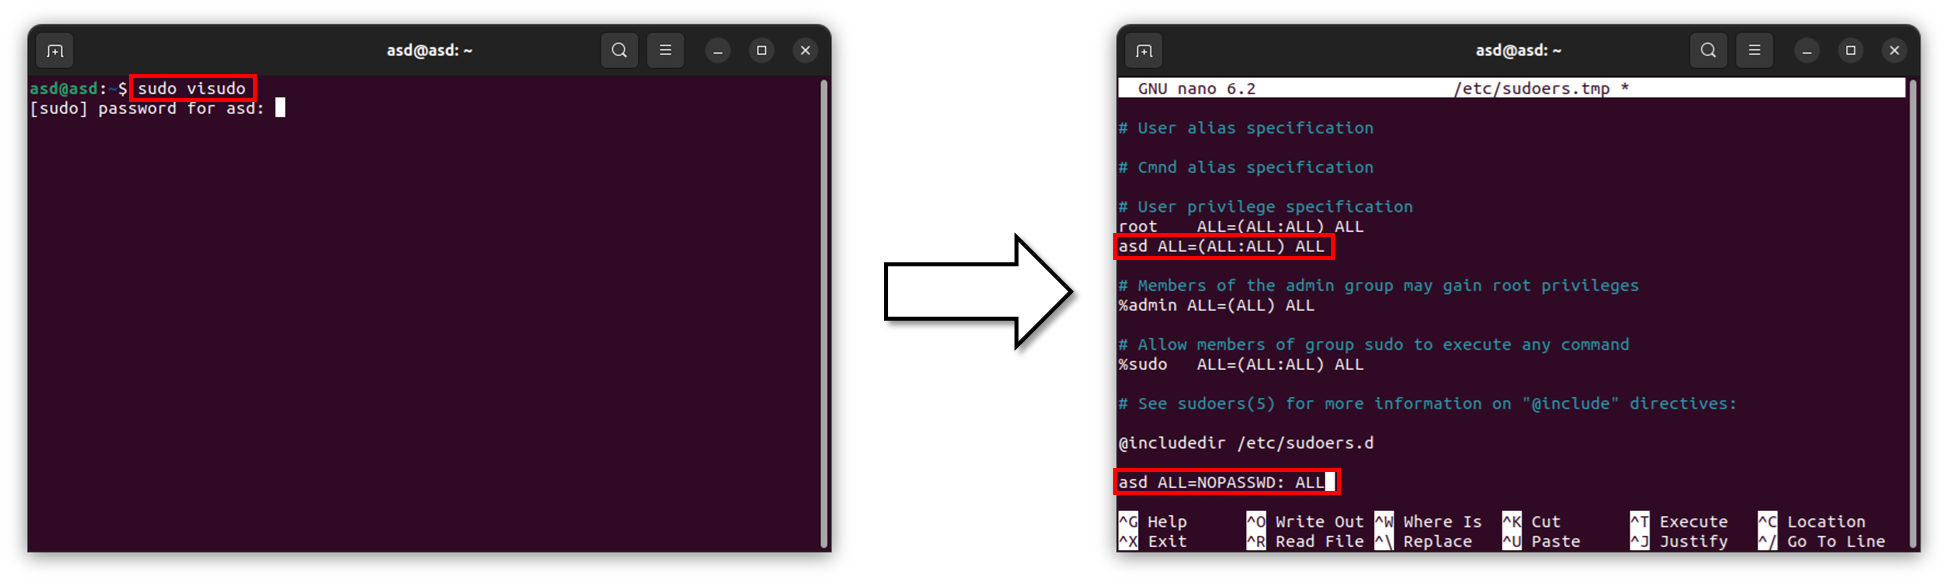 asd@asd: ~
asd@asd:~$ sudo visudo
[sudo] password for asd:
asd@asd: ~
GNU nano 6.2 /etc/sudoers.tmp *
# User alias specification
# Cmnd alias specification
# User privilege specification
root ALL=(ALL:ALL) ALL
asd ALL=(ALL:ALL) ALL
# Members of the admin group may gain root privileges
%admin ALL=(ALL) ALL
# Allow members of group sudo to execute any command
%sudo ALL=(ALL:ALL) ALL
# See sudoers(5) for more information on "@include" directives:
@includedir /etc/sudoers.d
asd ALL=NOPASSWD: ALL
^G Help ^O Write Out ^W Where Is ^K Cut ^T Execute ^C Location
^X Exit ^R Read File ^\ Replace ^U Paste ^J Justify ^/ Go To Line